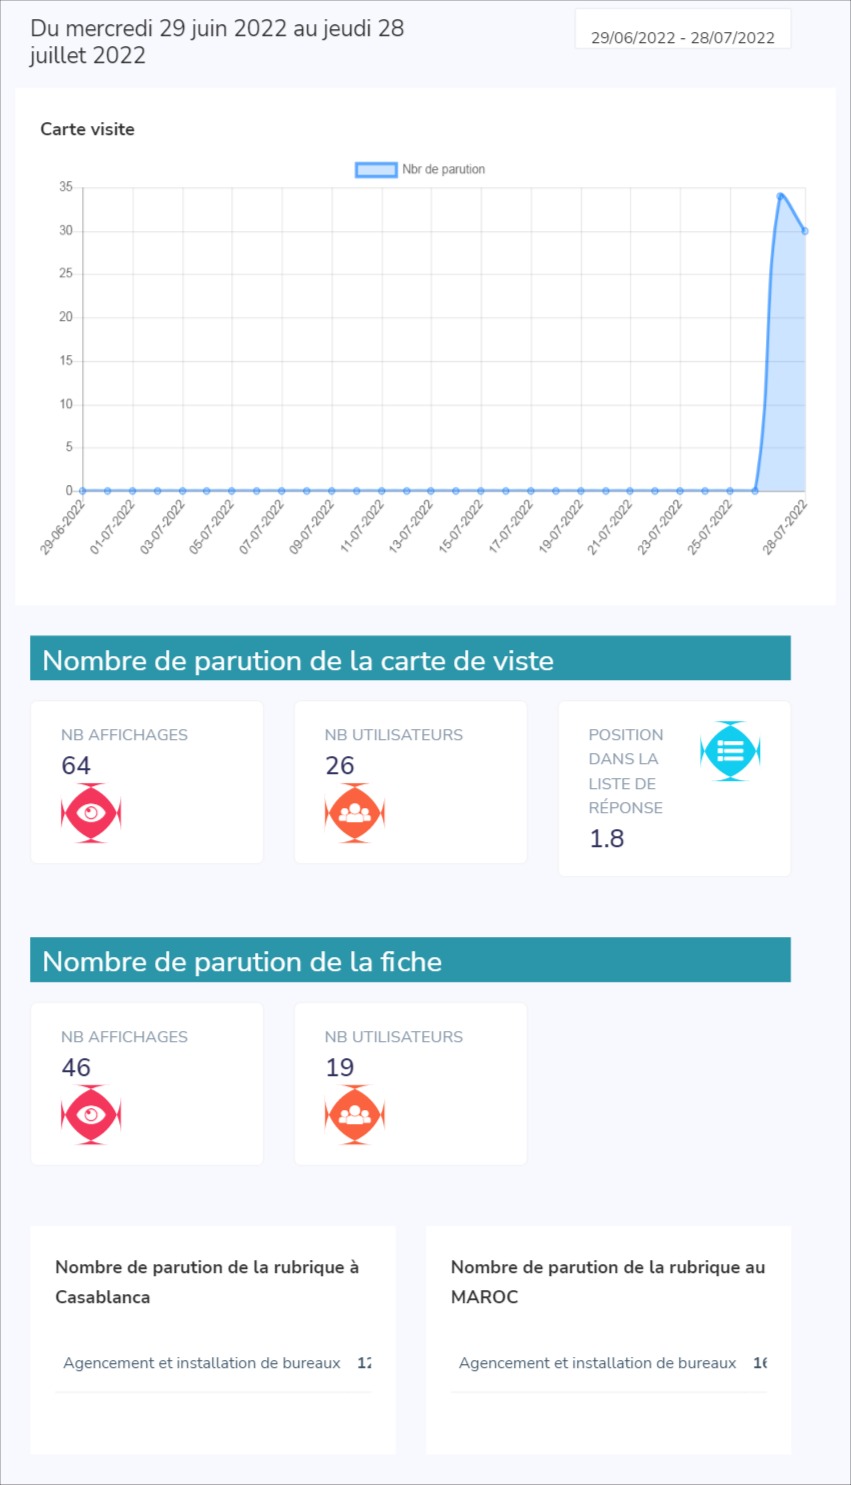 Du mercredi 29 juin 2022 au jeudi 28
juillet 2022
29/06/2022 - 28/07/2022
Carte visite
Nbr de parution
35
30
25
20
15
10
5
0
29-06-2022
01-07-2022
03-07-2022
05-07-2022
07-07-2022
09-07-2022
11-07-2022
13-07-2022
15-07-2022
17-07-2022
19-07-2022
21-07-2022
23-07-2022
25-07-2022
28-07-2022
Nombre de parution de la carte de viste
NB AFFICHAGES
64
NB UTILISATEURS
26
POSITION
DANS LA
LISTE DE
RÉPONSE
1.8
Nombre de parution de la fiche
NB AFFICHAGES
46
NB UTILISATEURS
19
Nombre de parution de la rubrique à
Casablanca
Agencement et installation de bureaux
Nombre de parution de la rubrique au
MAROC
Agencement et installation de bureaux